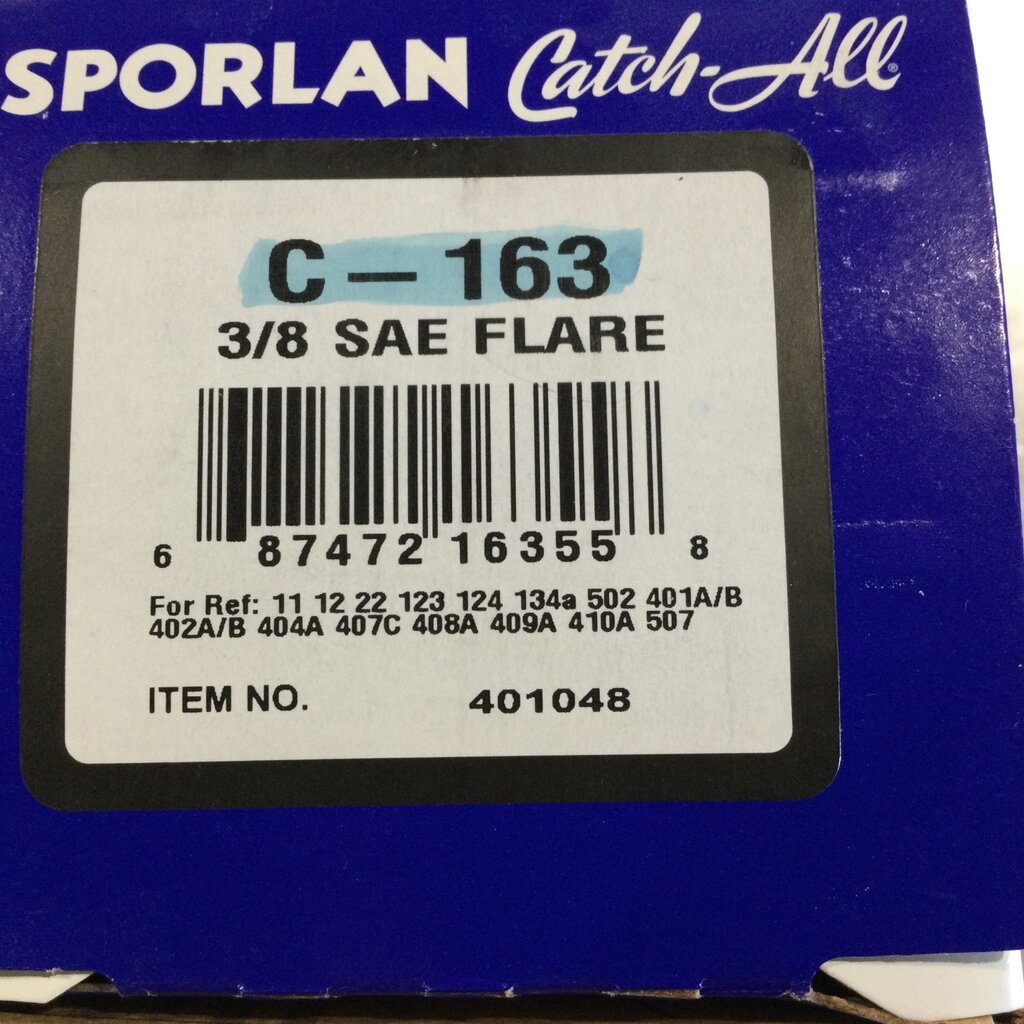 SPORLAN Catch-All®
C — 163
3/8 SAE FLARE
6 87472 16355 8
For Ref: 11 12 22 123 124 134a 502 401A/B
402A/B 404A 407C 408A 409A 410A 507
ITEM NO. 401048